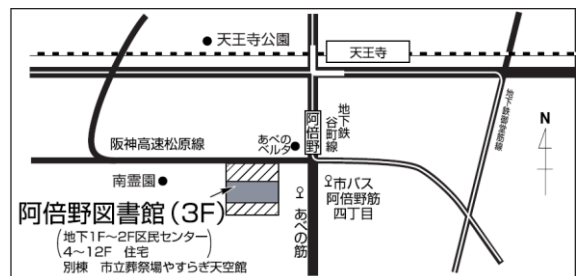 天王寺公園
天王寺
地下鉄御堂筋線
地下鉄
谷町線
阿倍野
あべの
ベルタ
阪神高速松原線
N
南霊園
市バス
阿倍野筋
四丁目
あべの筋
阿倍野図書館(3F)
(地下1F～2F区民センター
4～12F 住宅)
別棟 市立葬祭場やすらぎ天空館